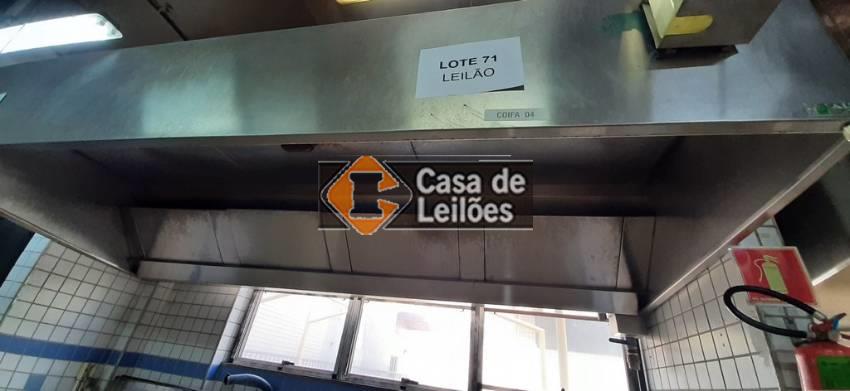 LOTE 71
LEILÃO
COIFA 04
Casa de
Leilões